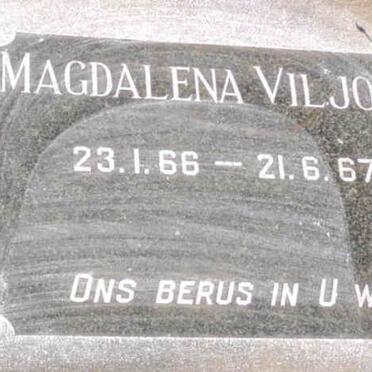 MAGDALENA VILJO
23.1.66 — 21.6.67
ONS BERUS IN U W